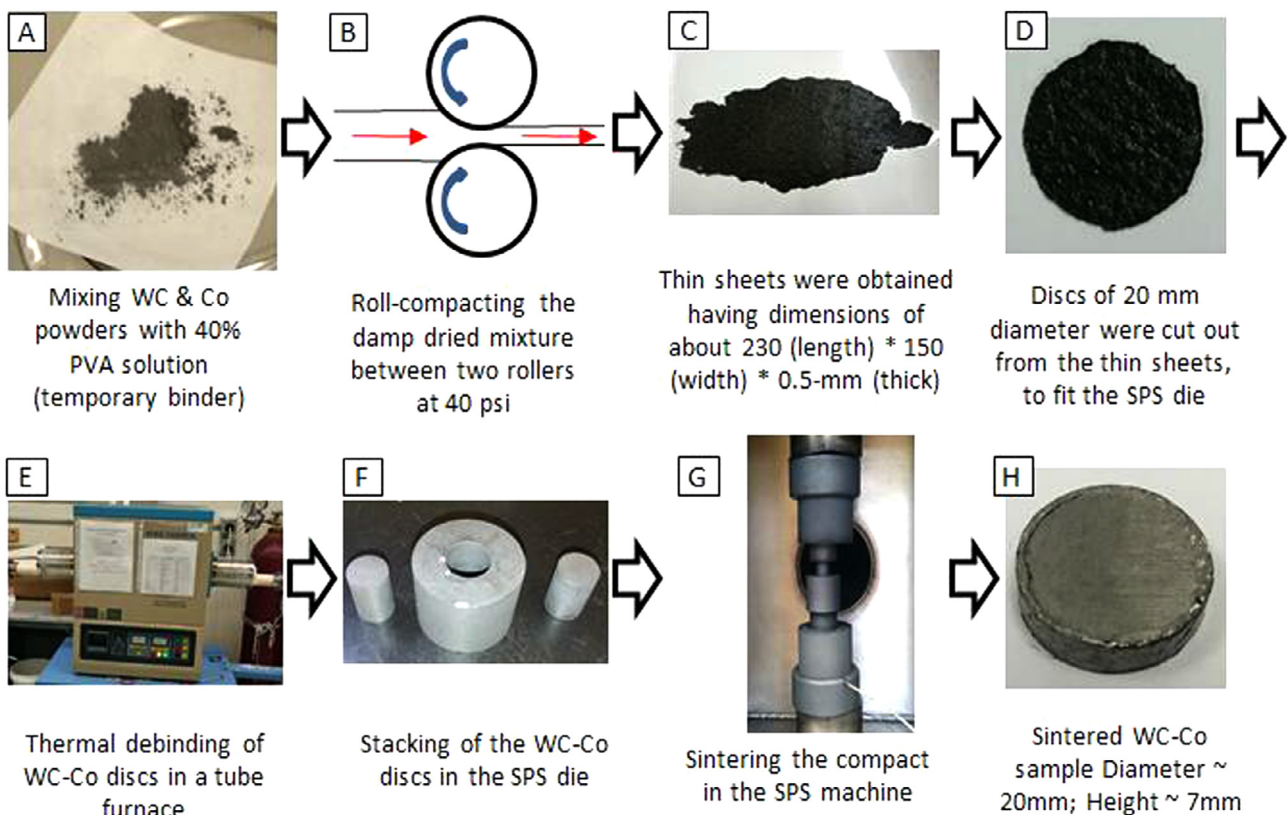 A
B
C
D
Mixing WC & Co
powders with 40%
PVA solution
(temporary binder)
Roll-compacting the
damp dried mixture
between two rollers
at 40 psi
Thin sheets were obtained
having dimensions of
about 230 (length) * 150
(width) * 0.5-mm (thick)
Discs of 20 mm
diameter were cut out
from the thin sheets,
to fit the SPS die
E
F
G
H
Thermal debinding of
WC-Co discs in a tube
furnace
Stacking of the WC-Co
discs in the SPS die
Sintering the compact
in the SPS machine
Sintered WC-Co
sample Diameter ~
20mm; Height ~ 7mm